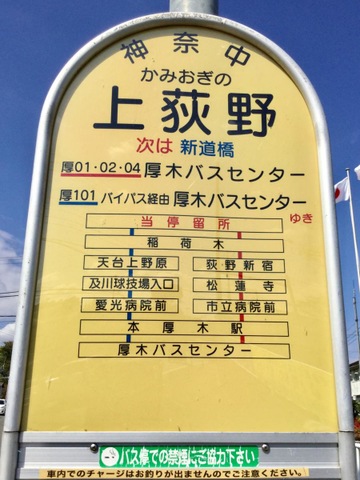 神奈中
かみおぎの
上荻野
次は 新道橋
厚01・02・04 厚木バスセンター
厚101 バイパス経由 厚木バスセンター
ゆき
当停留所
稲荷木
天台上野原 荻野新宿
及川球技場入口 松蓮寺
愛光病院前 市立病院前
本厚木駅
厚木バスセンター
バス停での禁煙にご協力下さい
車内でのチャージはお釣りが出ませんのでご注意ください。